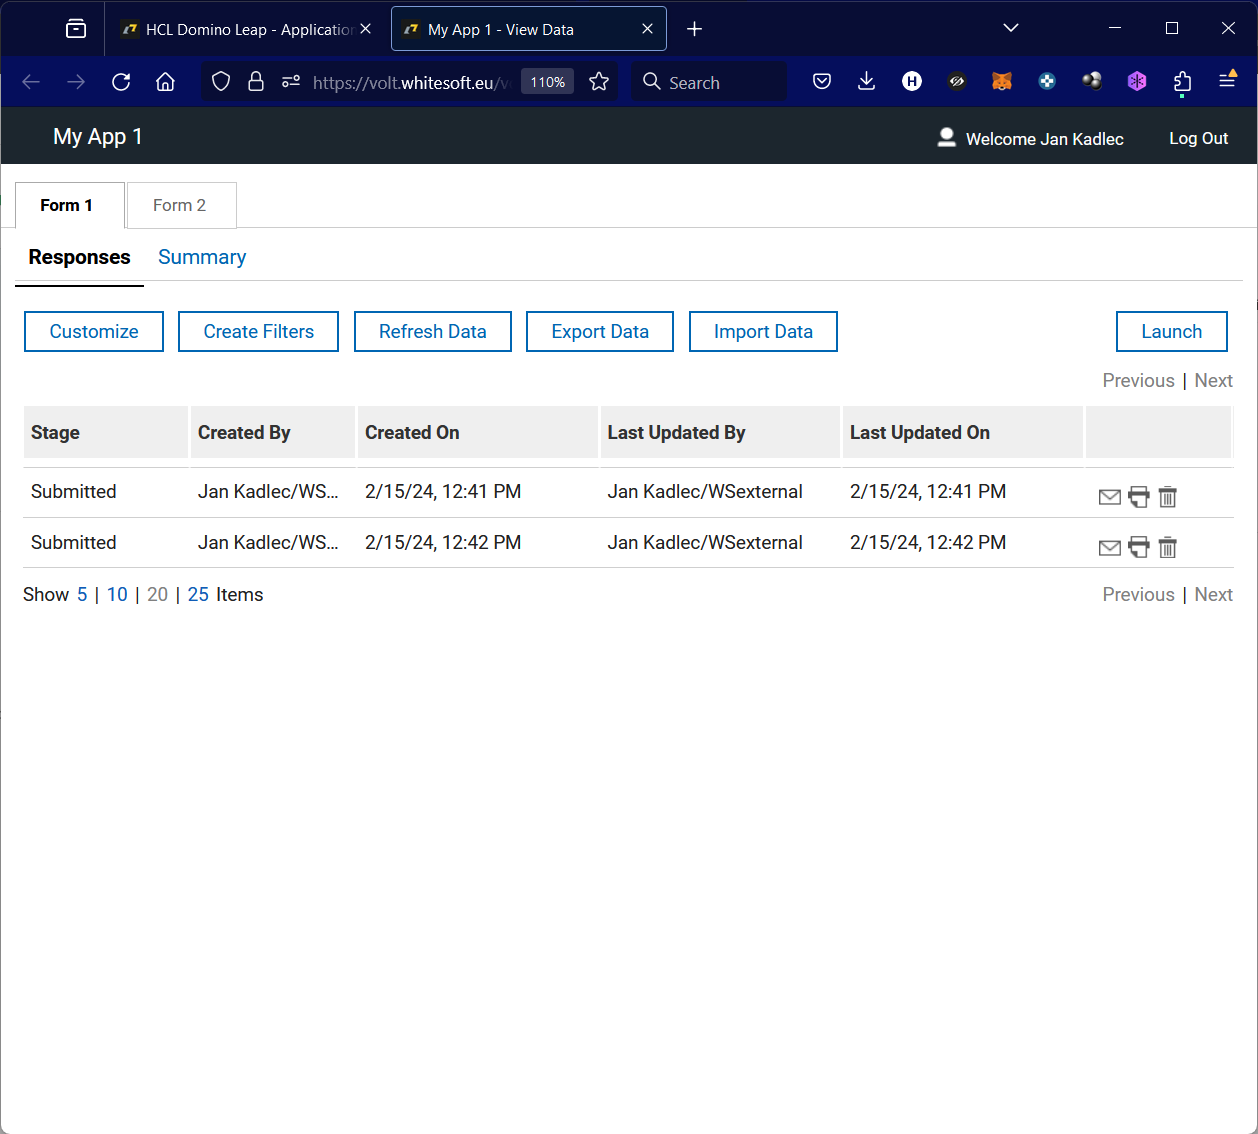 HCL Domino Leap - Application
My App 1 - View Data
https://volt.whitesoft.eu/v
110%
Search
H
My App 1
Welcome Jan Kadlec
Log Out
Form 1
Form 2
Responses
Summary
Customize
Create Filters
Refresh Data
Export Data
Import Data
Launch
Previous | Next
Stage Created By Created On Last Updated By Last Updated On
Submitted Jan Kadlec/WS... 2/15/24, 12:41 PM Jan Kadlec/WSexternal 2/15/24, 12:41 PM
Submitted Jan Kadlec/WS... 2/15/24, 12:42 PM Jan Kadlec/WSexternal 2/15/24, 12:42 PM
Show 5 | 10 | 20 | 25 Items
Previous | Next